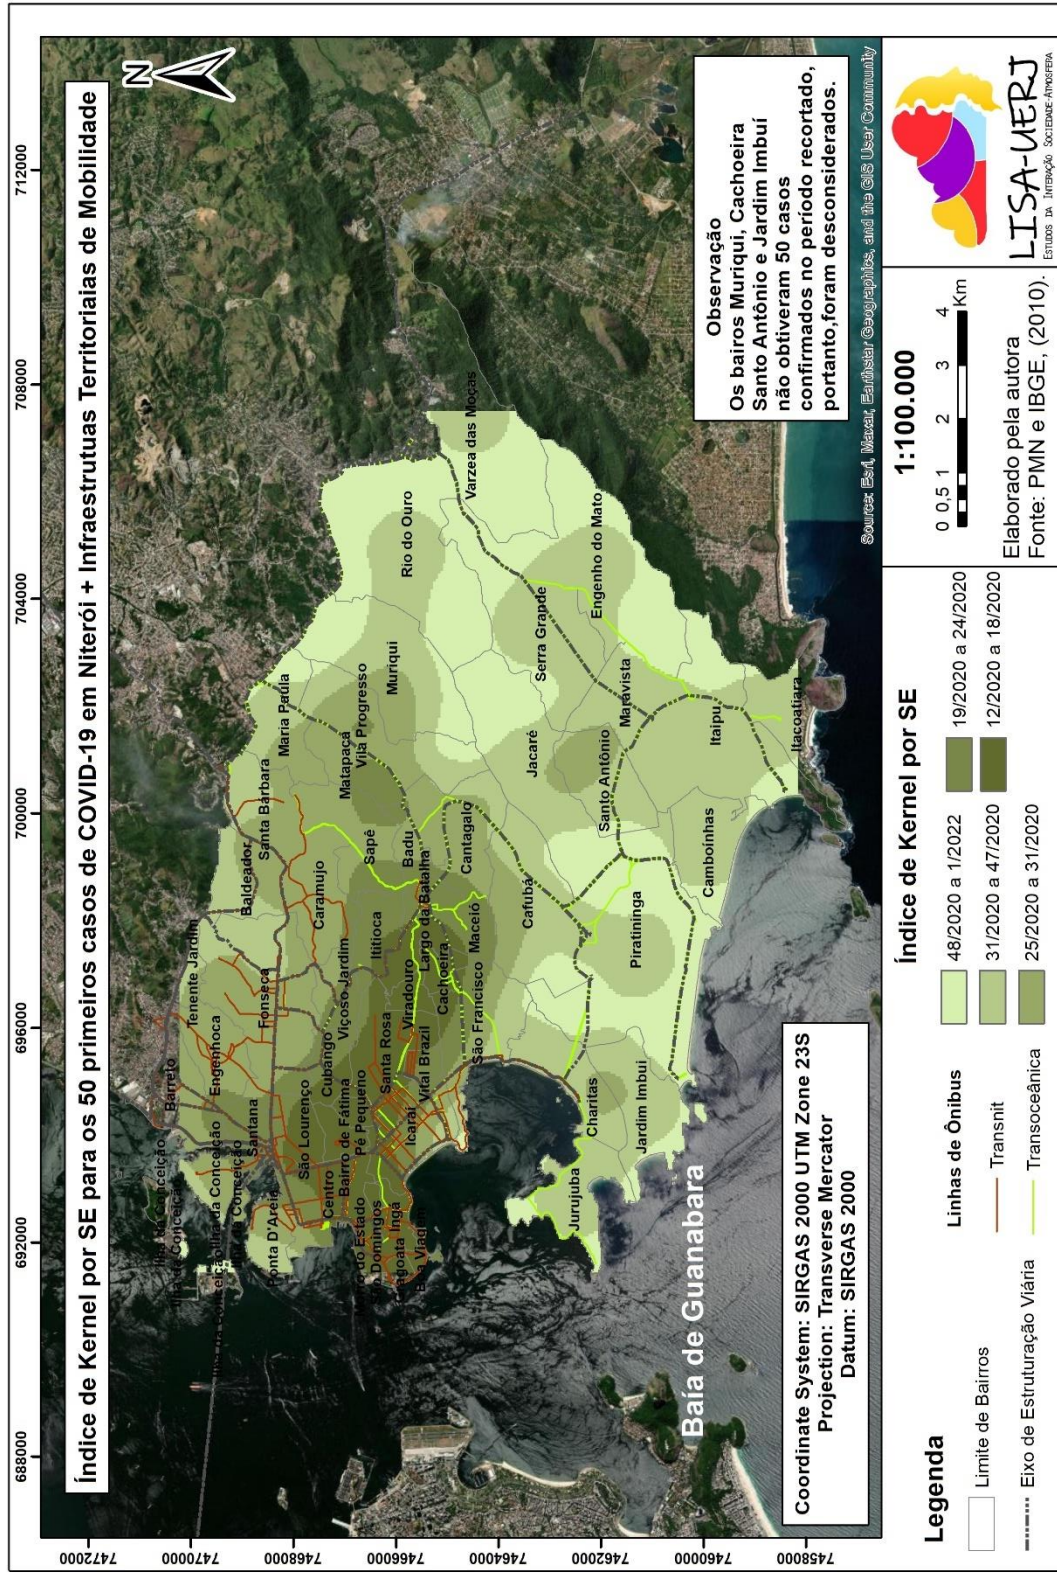 Índice de Kernel por SE para os 50 primeiros casos de COVID-19 em Niterói + Infraestrutuas Territoriaias de Mobilidade
N
688000
692000
696000
700000
704000
708000
712000
7472000
7470000
7468000
7466000
7464000
7462000
7460000
7458000
Barreto
Tenente Jardim
Baldeador
Santa Bárbara
Maria Paula
Ilha da Conceição
Engenhoca
Fonseca
Caramujo
Santana
Ponta D'Areia
São Lourenço
Cubango
Viçoso Jardim
Ititioca
Sapê
Matapaçá
Vila Progresso
Muriqui
Rio do Ouro
Varzea das Moças
Centro
Bairro de Fátima
Pé Pequeno
Santa Rosa
Viradouro
Largo da Batalha
Badu
São Domingos
Ingá
Boa Viagem
Icaraí
Vital Brazil
Cachoeira
Maceió
Cantagalo
São Francisco
Cafubá
Jacaré
Serra Grande
Engenho do Mato
Jurujuba
Charitas
Jardim Imbuí
Piratininga
Santo Antônio
Maravista
Camboinhas
Itaipu
Itacoatiara
Baía de Guanabara
Coordinate System: SIRGAS 2000 UTM Zone 23S
Projection: Transverse Mercator
Datum: SIRGAS 2000
Observação
Os bairos Muriqui, Cachoeira
Santo Antônio e Jardim Imbuí
não obtiveram 50 casos
confirmados no período recortado,
portanto,foram desconsiderados.
Source: Esri, Maxar, Earthstar Geographics, and the GIS User Community
Legenda
Limite de Bairros
Eixo de Estruturação Viária
Linhas de Ônibus
Transnit
Transoceânica
Índice de Kernel por SE
48/2020 a 1/2022
31/2020 a 47/2020
25/2020 a 31/2020
19/2020 a 24/2020
12/2020 a 18/2020
1:100.000
0 0,5 1 2 3 4
Km
Elaborado pela autora
Fonte: PMN e IBGE, (2010).
LISA-UERJ
ESTUDOS DA INTERAÇÃO SOCIEDADE-ATMOSFERA